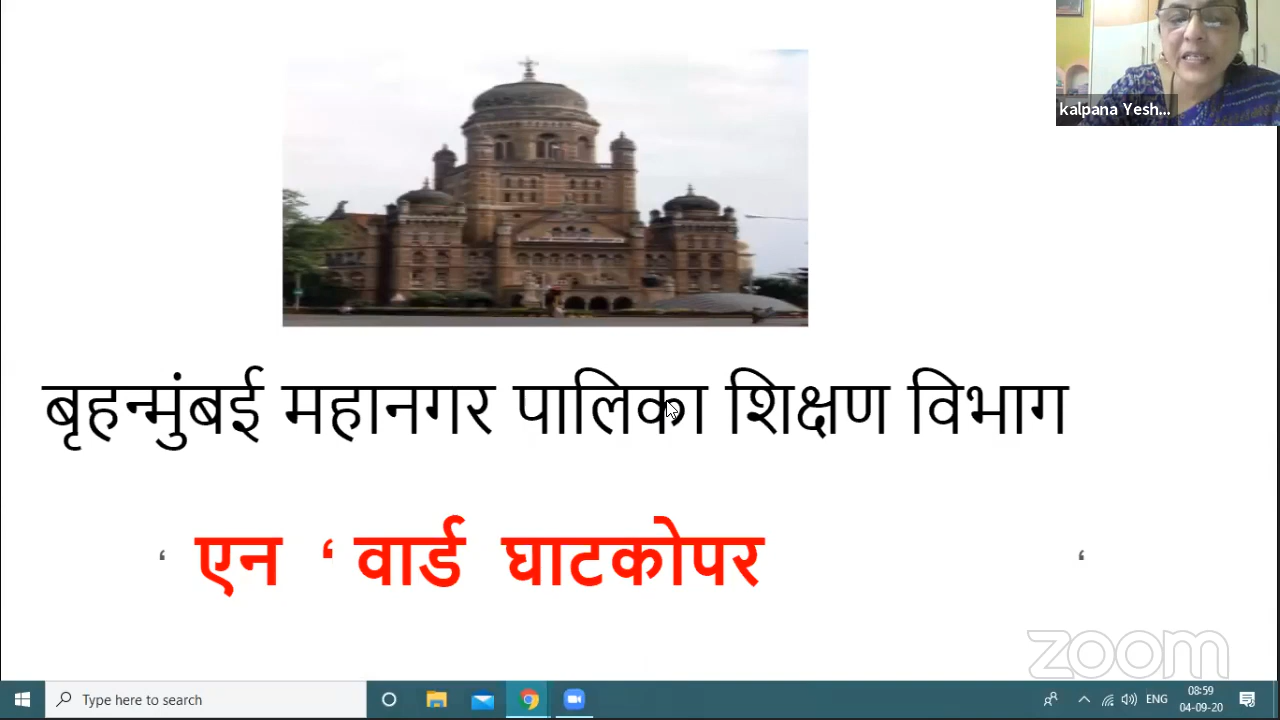 kalpana Yesh...
बृहन्मुंबई महानगर पालिका शिक्षण विभाग
‘ एन ‘ वार्ड घाटकोपर ‘
zoom
Type here to search
ENG
08:59
04-09-20